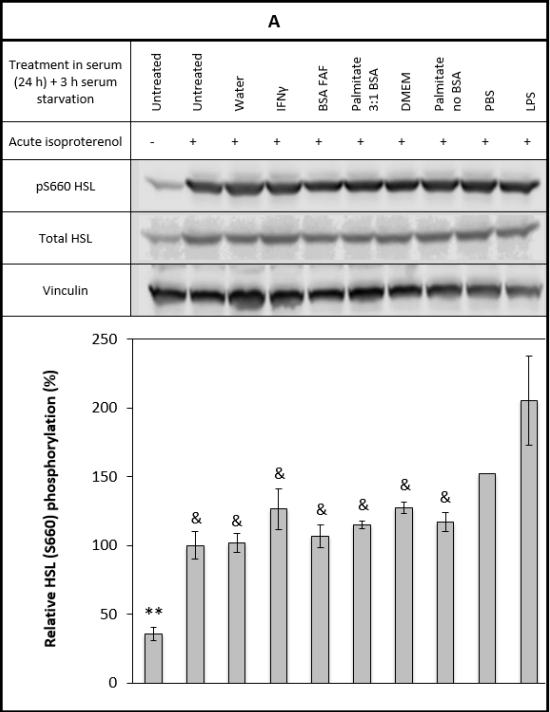 A
Treatment in serum
(24 h) + 3 h serum
starvation
Untreated
Untreated
Water
IFNγ
BSA FAF
Palmitate
3:1 BSA
DMEM
Palmitate
no BSA
PBS
LPS
Acute isoproterenol
- + + + + + + + + +
pS660 HSL
Total HSL
Vinculin
Relative HSL (S660) phosphorylation (%)
250
200
150
100
50
0
**
&
&
&
&
&
&
&